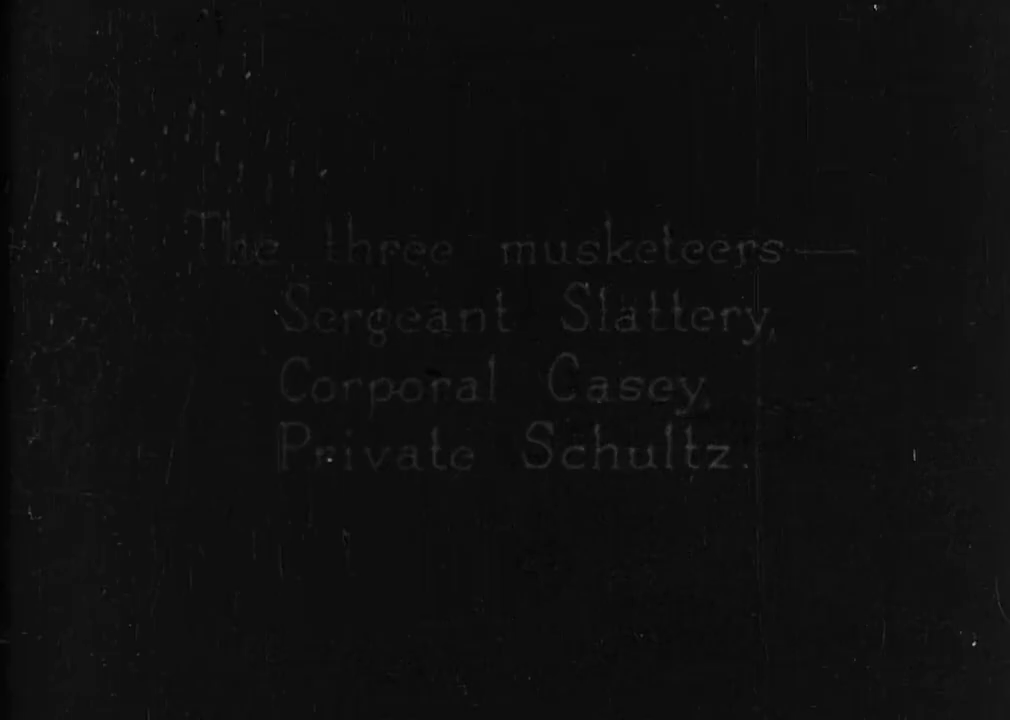 The three musketeers—
Sergeant Slattery,
Corporal Casey,
Private Schultz.